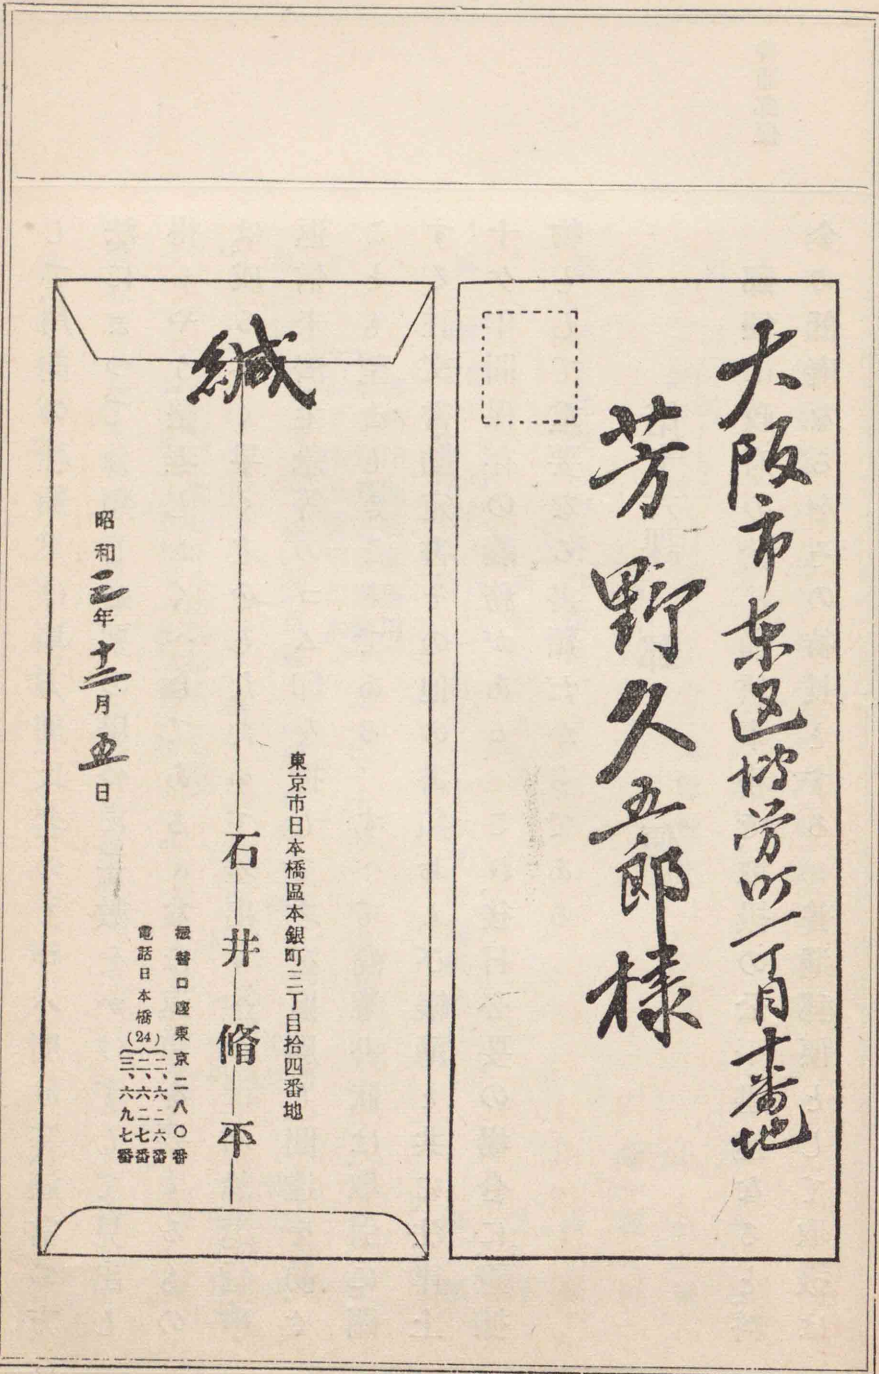 大阪市東区博労町一丁目十番地
芳野久五郎様
緘
東京市日本橋區本銀町三丁目拾四番地
石井脩平
振替口座東京二八〇番
電話日本橋(24){二、六二六番
二、六二七番
三、六九七番
昭和三年十二月五日